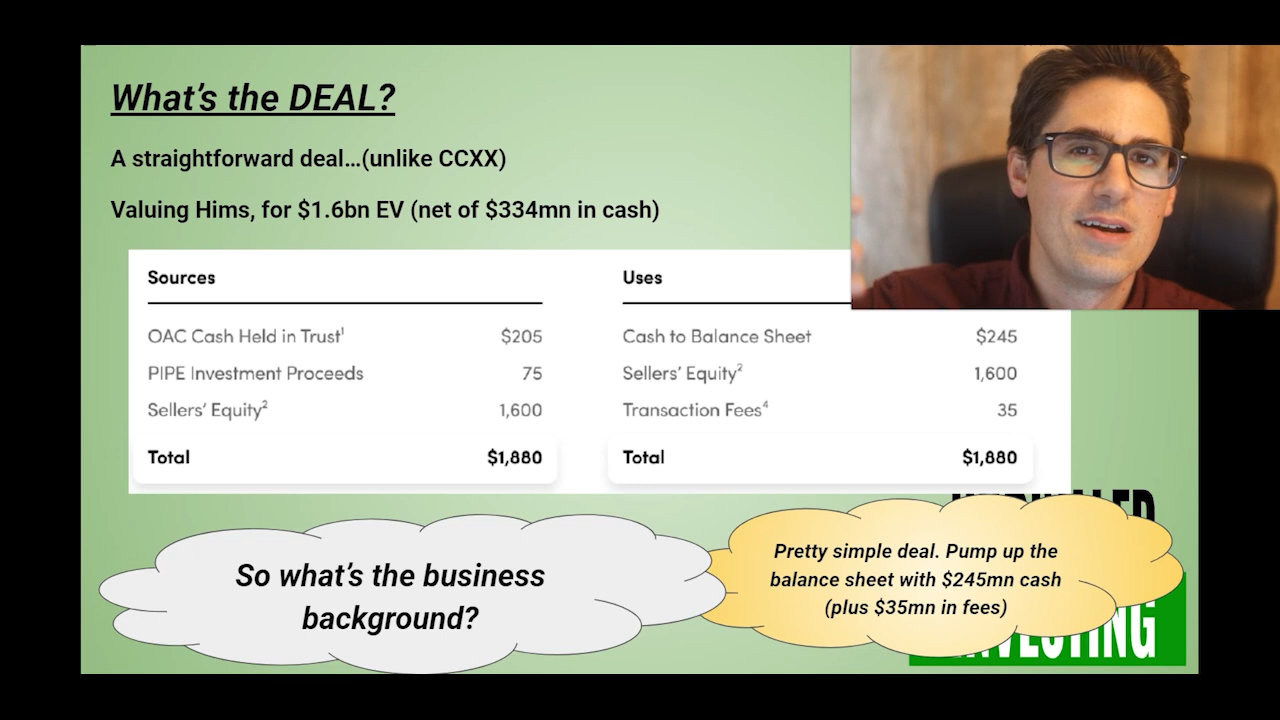 What's the DEAL?
A straightforward deal...(unlike CCXX)
Valuing Hims, for $1.6bn EV (net of $334mn in cash)
Sources
OAC Cash Held in Trust¹ $205
PIPE Investment Proceeds 75
Sellers' Equity² 1,600
Total $1,880
Uses
Cash to Balance Sheet $245
Sellers' Equity² 1,600
Transaction Fees⁴ 35
Total $1,880
So what's the business
background?
Pretty simple deal. Pump up the
balance sheet with $245mn cash
(plus $35mn in fees)